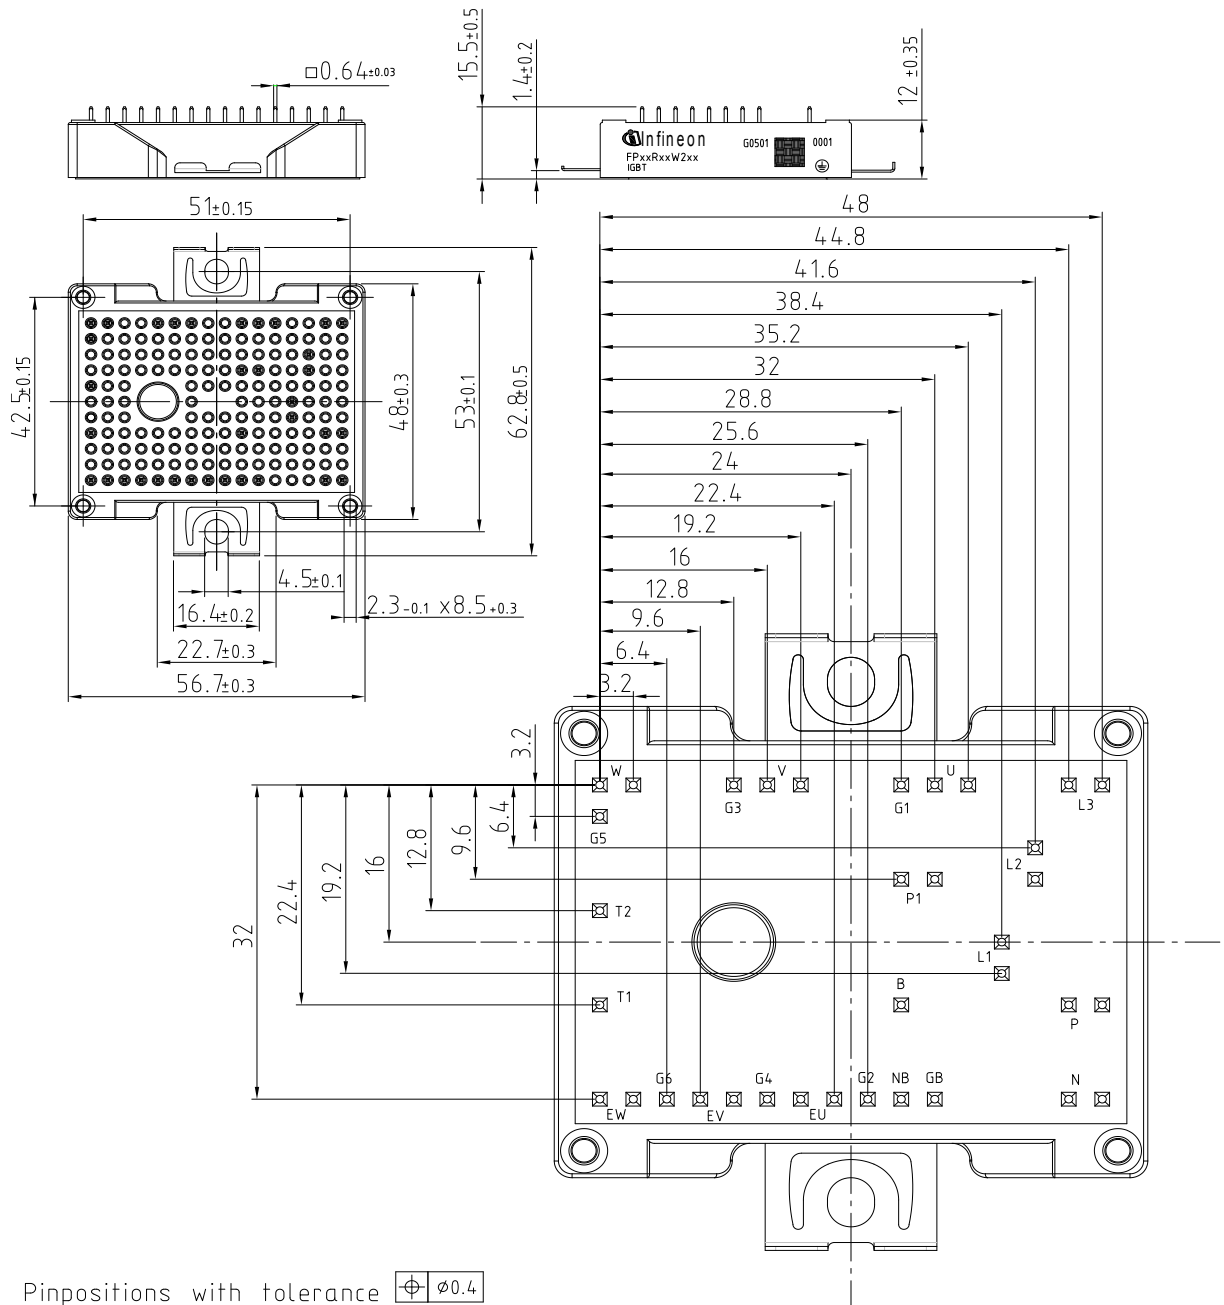 15.5±0.5
1.4±0.2
□0.64±0.03
12 ±0.35
Infineon
G0501
0001
FPxxRxxW2xx
IGBT
51±0.15
48
44.8
41.6
38.4
35.2
32
28.8
25.6
24
22.4
19.2
16
12.8
9.6
6.4
3.2
42.5±0.15
48±0.3
53±0.1
62.8±0.5
4.5±0.1
16.4±0.2
2.3-0.1 x8.5+0.3
22.7±0.3
56.7±0.3
3.2
6.4
9.6
12.8
16
19.2
22.4
32
W
V
U
G3
G1
L3
G5
L2
P1
T2
L1
B
T1
P
G6
G4
G2
NB
GB
N
EW
EV
EU
Pinpositions with tolerance ⌖ ⌀0.4